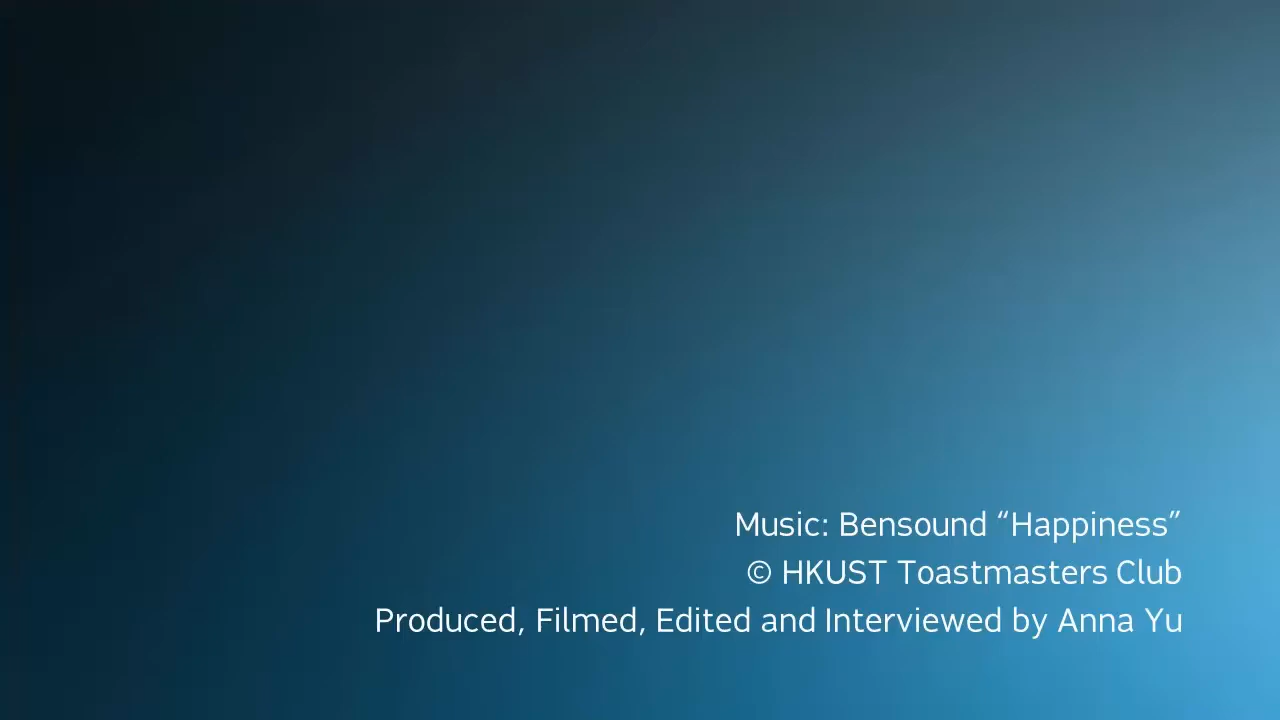 Music: Bensound “Happiness”
© HKUST Toastmasters Club
Produced, Filmed, Edited and Interviewed by Anna Yu